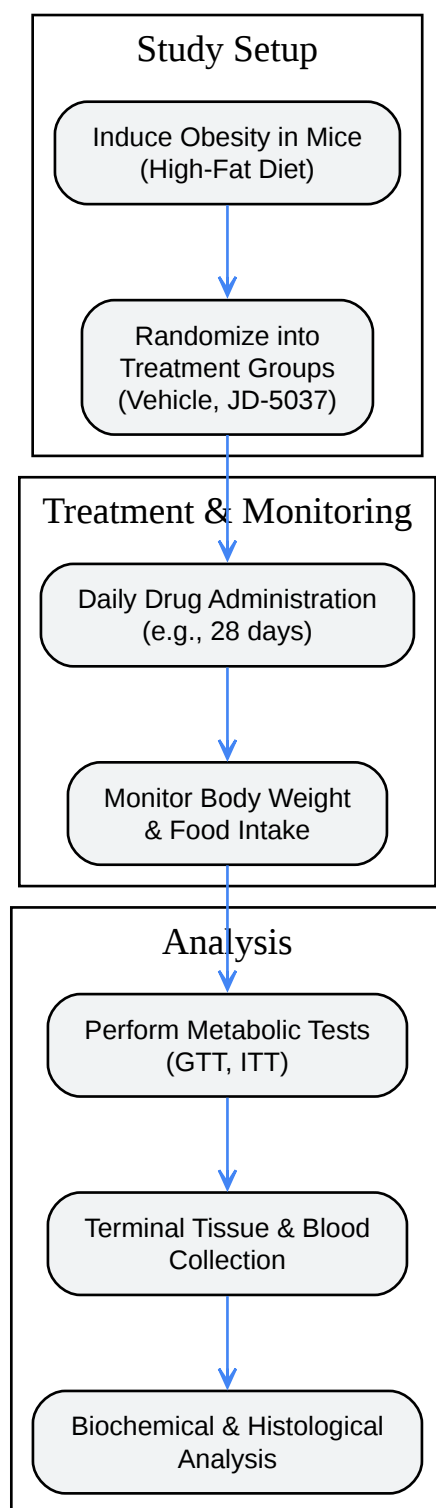 Study Setup
Induce Obesity in Mice
(High-Fat Diet)
Randomize into
Treatment Groups
(Vehicle, JD-5037)
Treatment & Monitoring
Daily Drug Administration
(e.g., 28 days)
Monitor Body Weight
& Food Intake
Analysis
Perform Metabolic Tests
(GTT, ITT)
Terminal Tissue & Blood
Collection
Biochemical & Histological
Analysis